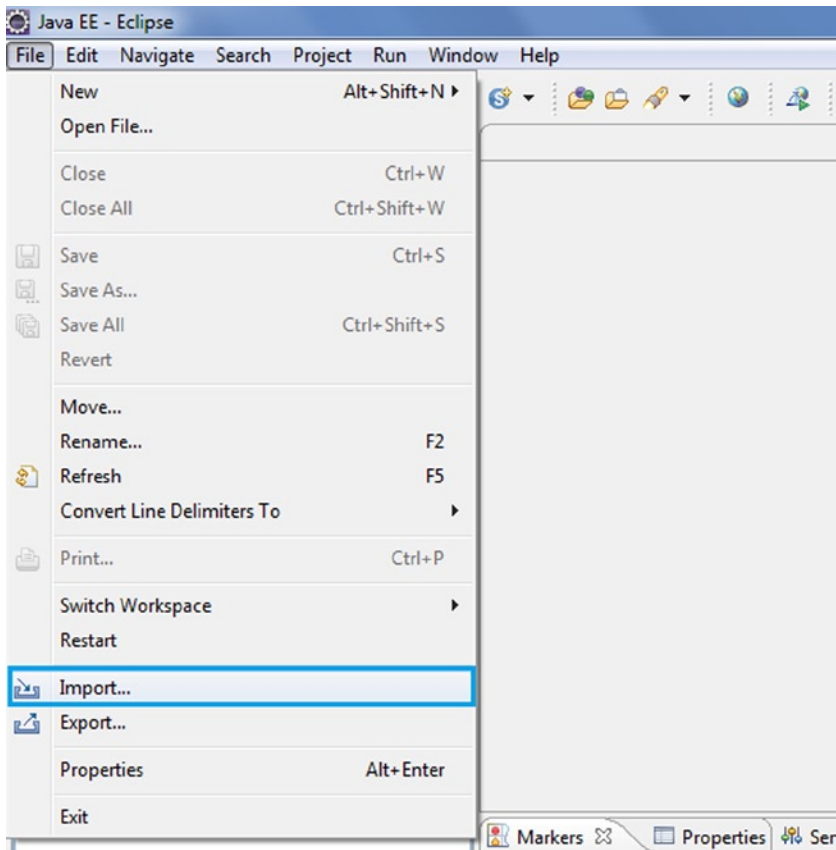 Java EE - Eclipse
File Edit Navigate Search Project Run Window Help
New Alt+Shift+N
Open File...
Close Ctrl+W
Close All Ctrl+Shift+W
Save Ctrl+S
Save As...
Save All Ctrl+Shift+S
Revert
Move...
Rename... F2
Refresh F5
Convert Line Delimiters To
Print... Ctrl+P
Switch Workspace
Restart
Import...
Export...
Properties Alt+Enter
Exit
Markers Properties Ser